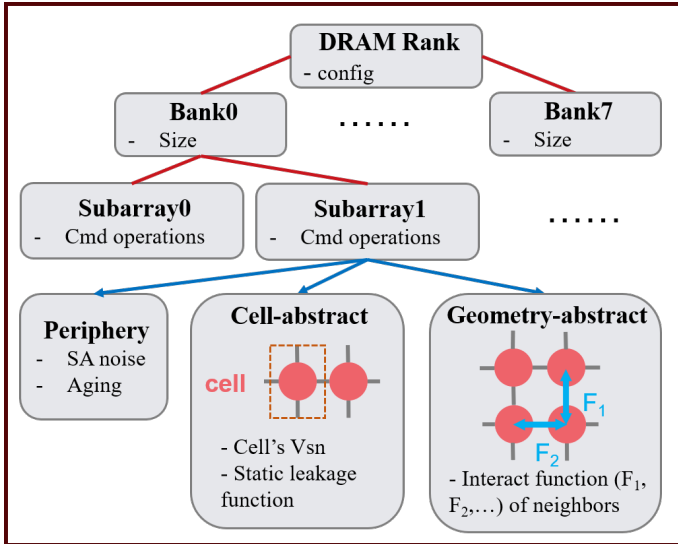 DRAM Rank
- config
Bank0
- Size
......
Bank7
- Size
Subarray0
- Cmd operations
Subarray1
- Cmd operations
......
Periphery
- SA noise
- Aging
Cell-abstract
cell
- Cell's Vsn
- Static leakage
function
Geometry-abstract
F₁
F₂
- Interact function (F₁,
F₂,...) of neighbors